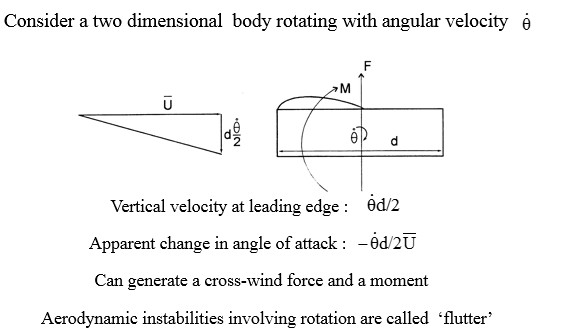 Consider a two dimensional body rotating with angular velocity θ̇
F
M
U̅
dθ̇/2
θ̇
d
Vertical velocity at leading edge : θ̇d/2
Apparent change in angle of attack : −θ̇d/2U̅
Can generate a cross-wind force and a moment
Aerodynamic instabilities involving rotation are called ‘flutter’